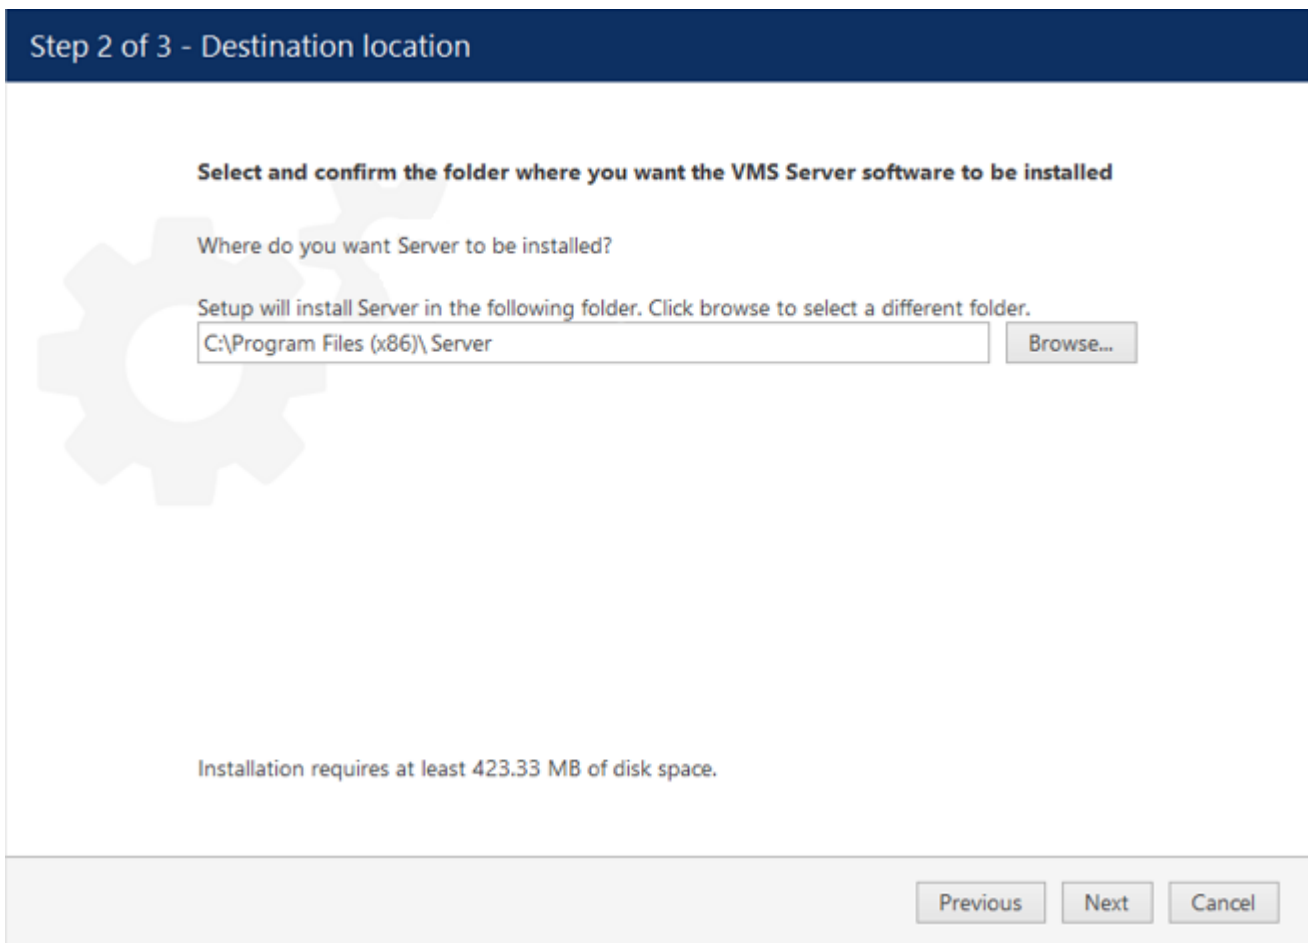 Step 2 of 3 - Destination location
Select and confirm the folder where you want the VMS Server software to be installed
Where do you want Server to be installed?
Setup will install Server in the following folder. Click browse to select a different folder.
C:\Program Files (x86)\ Server
Browse...
Installation requires at least 423.33 MB of disk space.
Previous
Next
Cancel